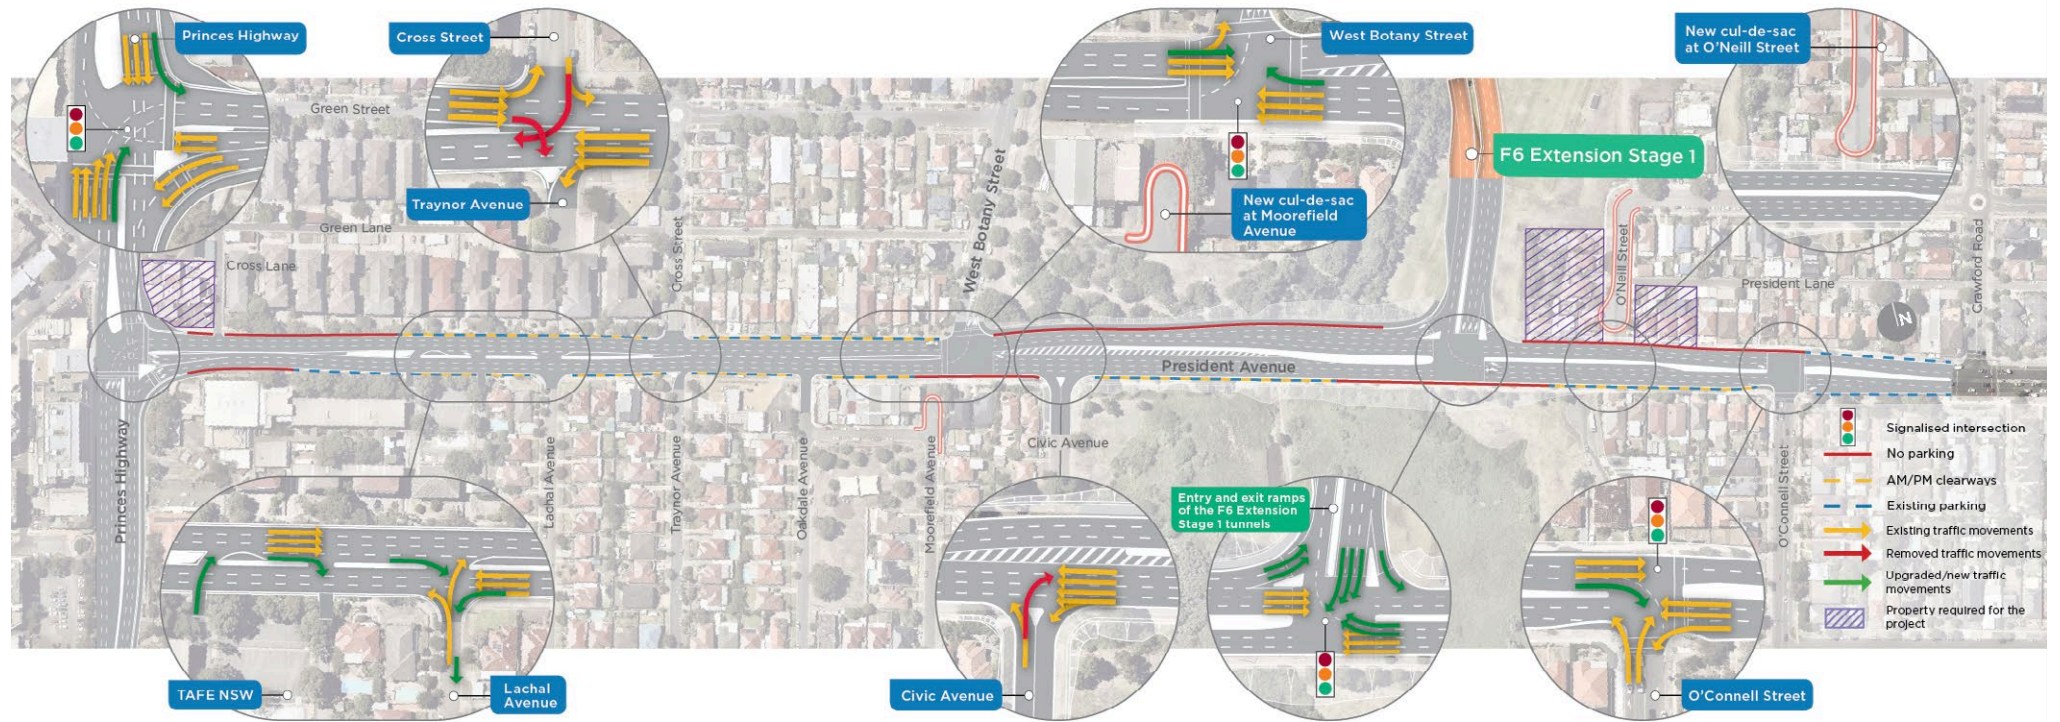 Princes Highway
Cross Street
Traynor Avenue
West Botany Street
New cul-de-sac
at Moorefield
Avenue
New cul-de-sac
at O'Neill Street
F6 Extension Stage 1
Green Street
Green Lane
Cross Lane
Cross Street
West Botany Street
O'Neill Street
President Lane
Crawford Road
N
President Avenue
Princes Highway
Lachal Avenue
Traynor Avenue
Oakdale Avenue
Moorefield Avenue
Civic Avenue
O'Connell Street
TAFE NSW
Lachal
Avenue
Civic Avenue
Entry and exit ramps
of the F6 Extension
Stage 1 tunnels
O'Connell Street
Signalised intersection
No parking
AM/PM clearways
Existing parking
Existing traffic movements
Removed traffic movements
Upgraded/new traffic
movements
Property required for the
project